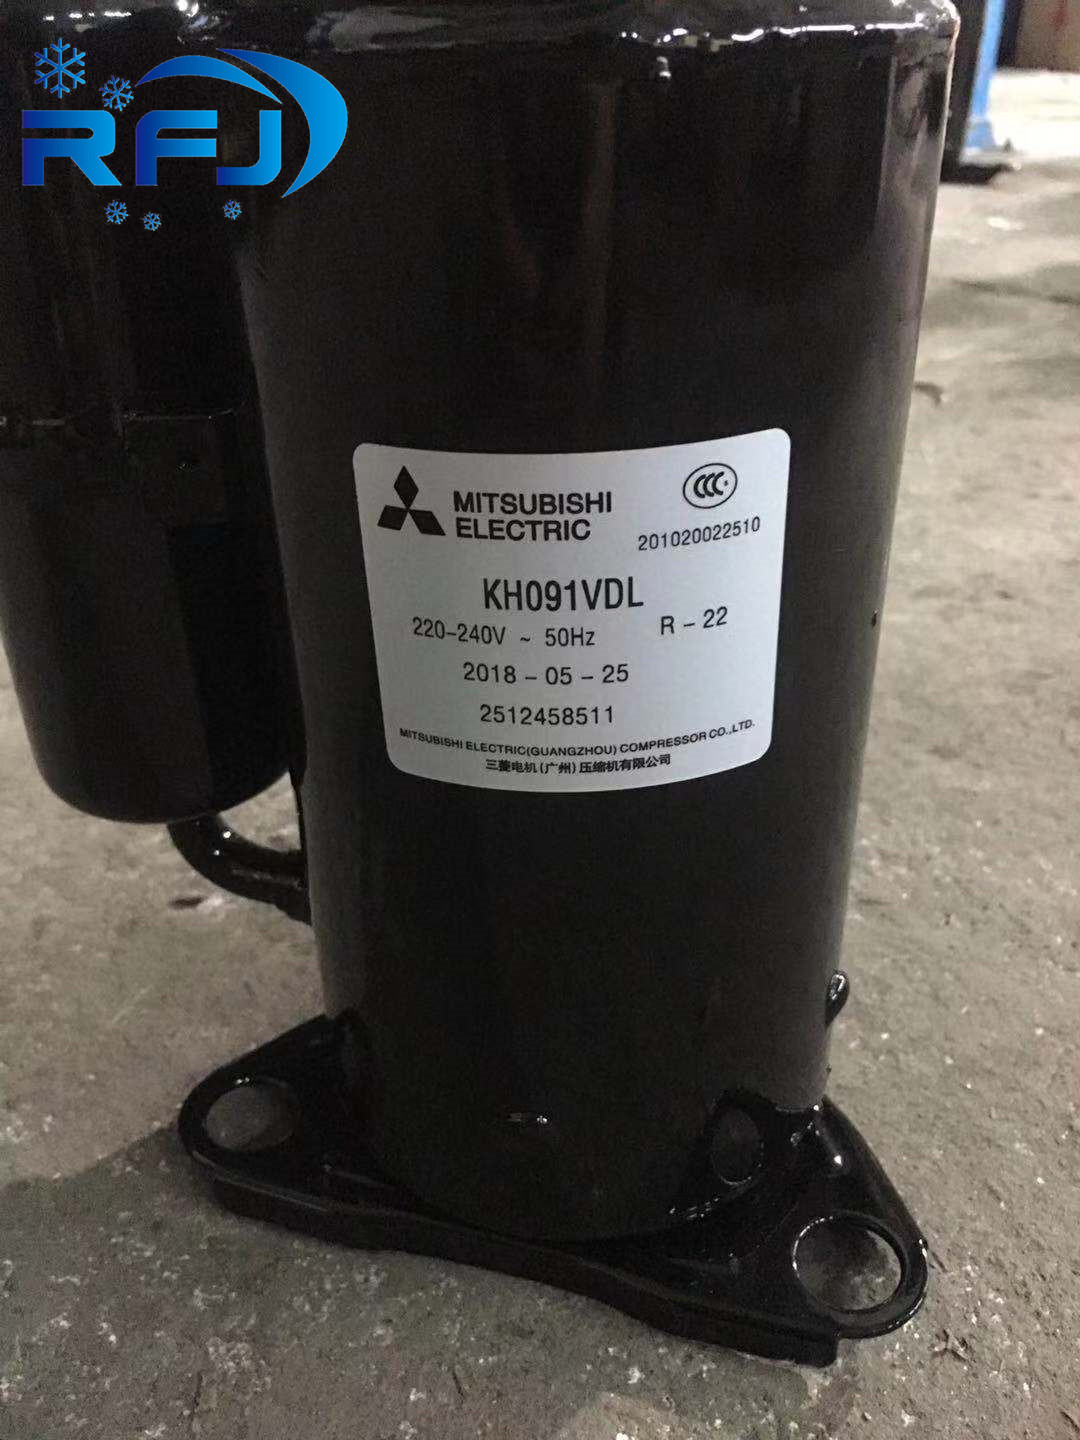 RFJ
MITSUBISHI
ELECTRIC
CCC
201020022510
KH091VDL
220-240V ~ 50Hz
R - 22
2018 - 05 - 25
2512458511
MITSUBISHI ELECTRIC(GUANGZHOU) COMPRESSOR CO.,LTD.
三菱电机(广州)压缩机有限公司